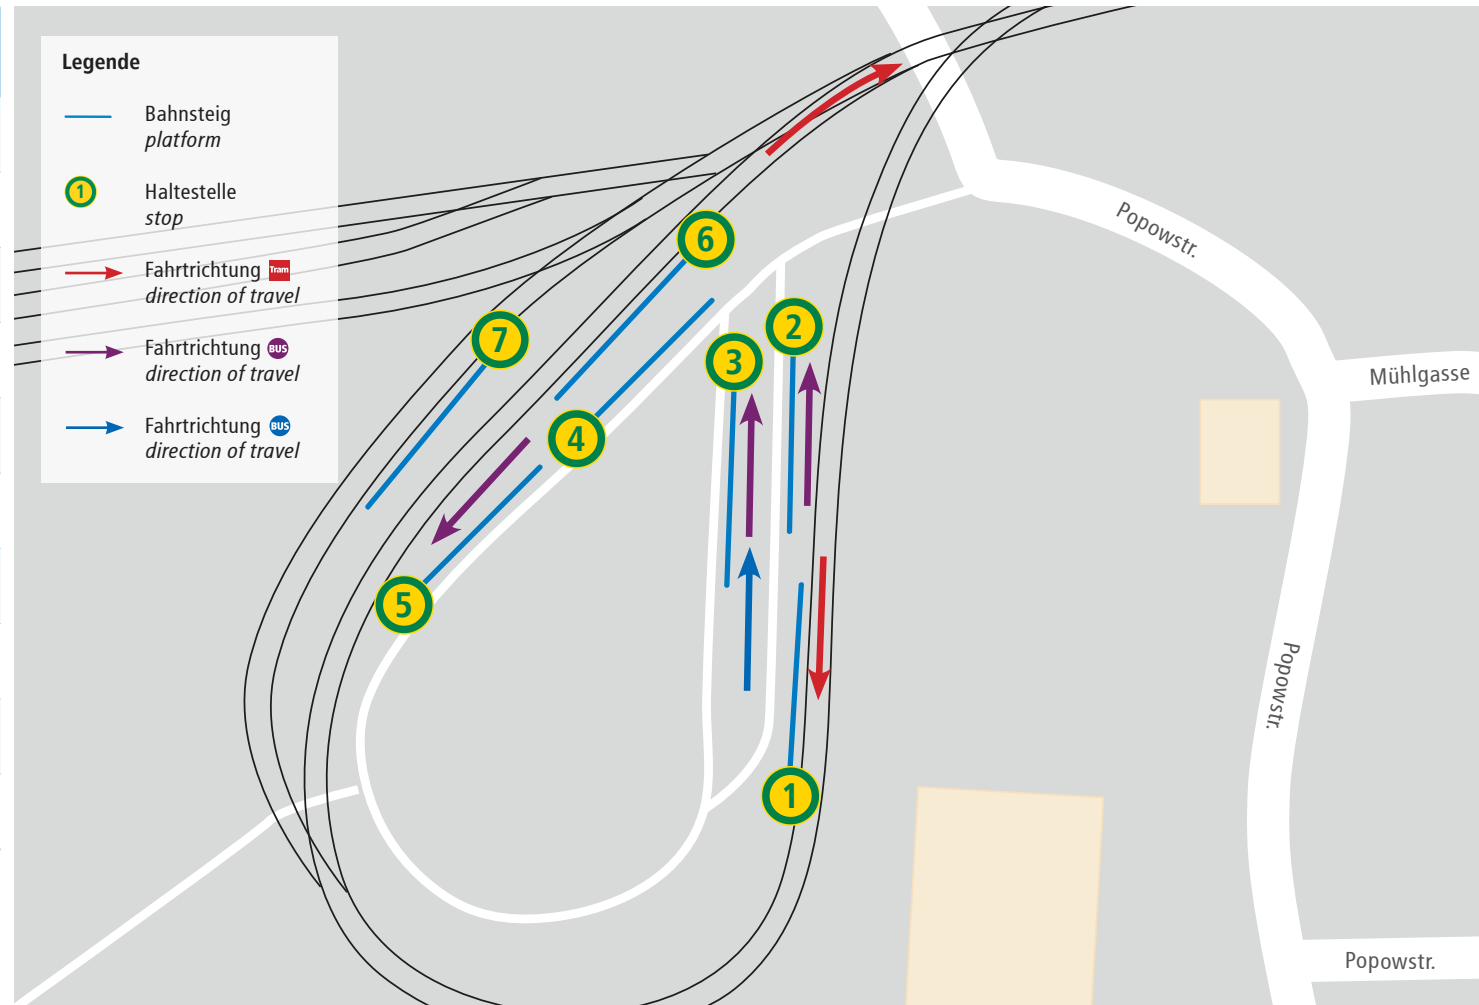 Legende
Bahnsteig
platform
1
Haltestelle
stop
Fahrtrichtung Tram
direction of travel
Fahrtrichtung BUS
direction of travel
Fahrtrichtung BUS
direction of travel
6
7
2
3
4
5
1
Popowstr.
Mühlgasse
Popowstr.
Popowstr.